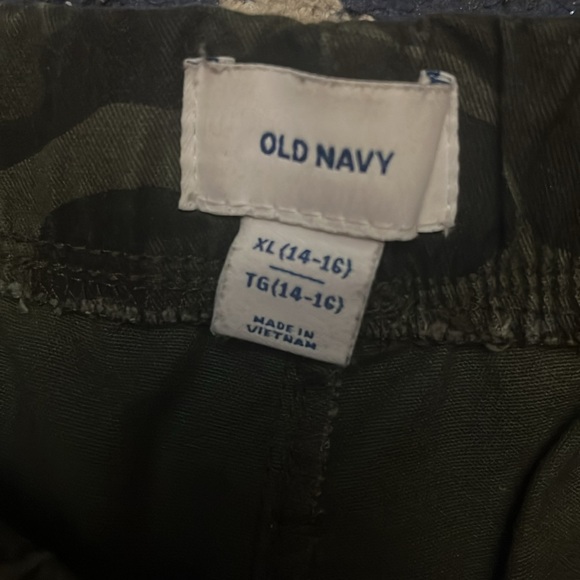 OLD NAVY
XL (14-16)
TG (14-16)
MADE IN
VIETNAM